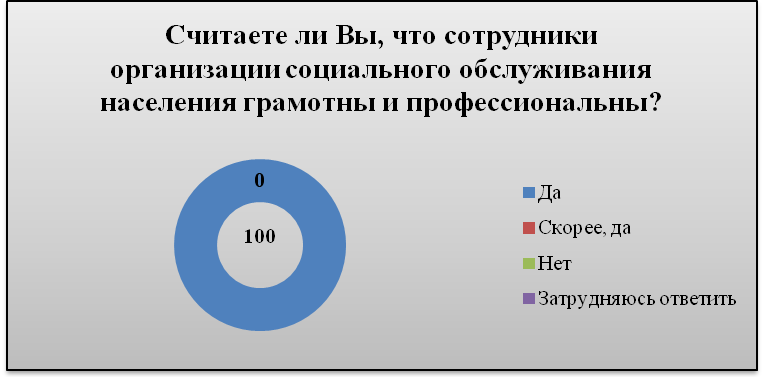 Считаете ли Вы, что сотрудники
организации социального обслуживания
населения грамотны и профессиональны?
0
100
Да
Скорее, да
Нет
Затрудняюсь ответить